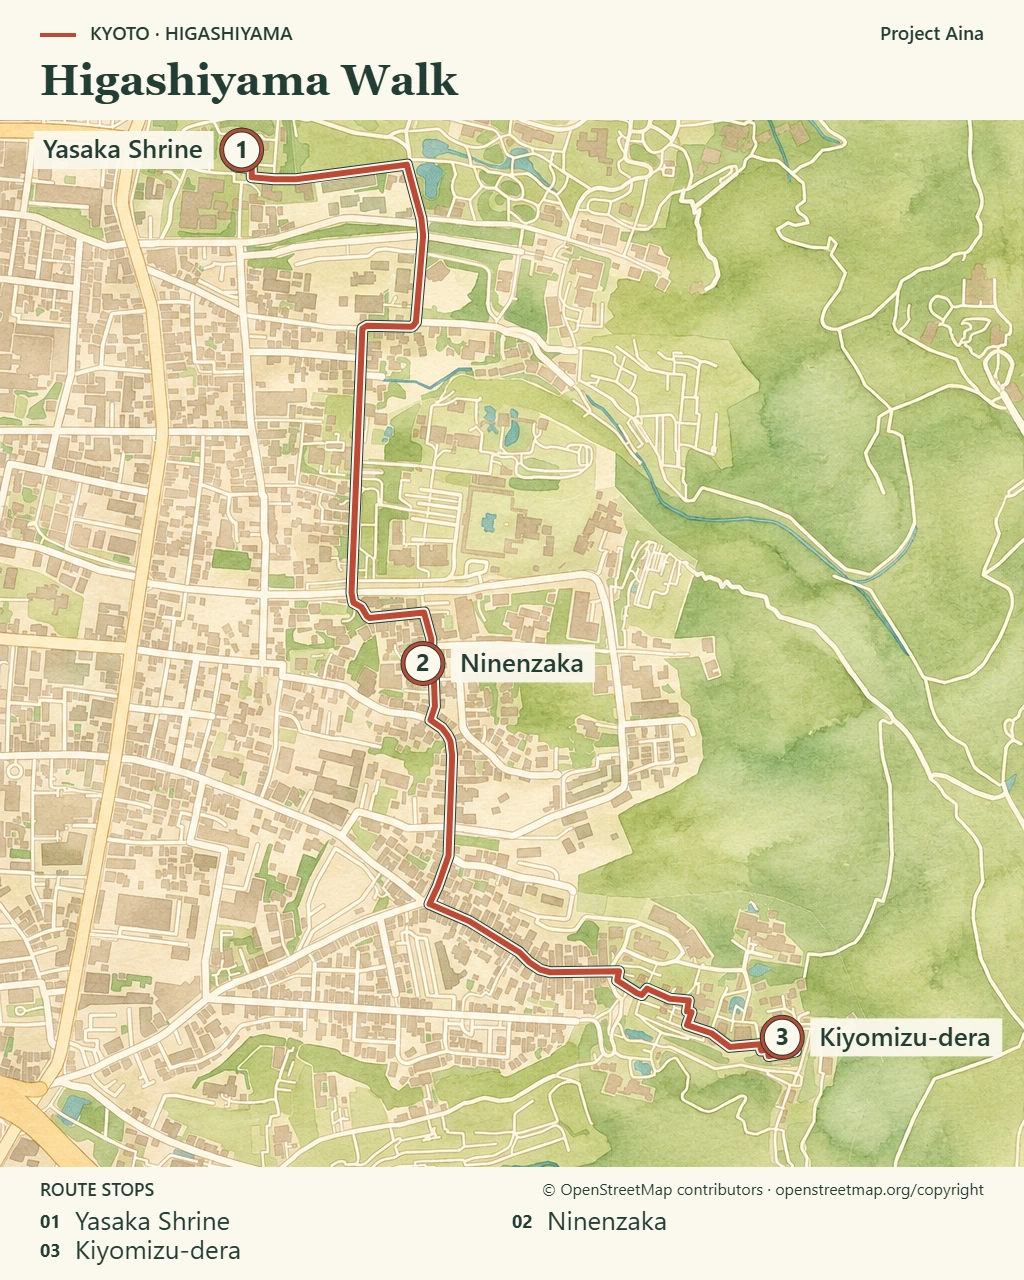 KYOTO · HIGASHIYAMA
Project Aina
Higashiyama Walk
Yasaka Shrine 1
2 Ninenzaka
3 Kiyomizu-dera
ROUTE STOPS
© OpenStreetMap contributors · openstreetmap.org/copyright
01 Yasaka Shrine
02 Ninenzaka
03 Kiyomizu-dera